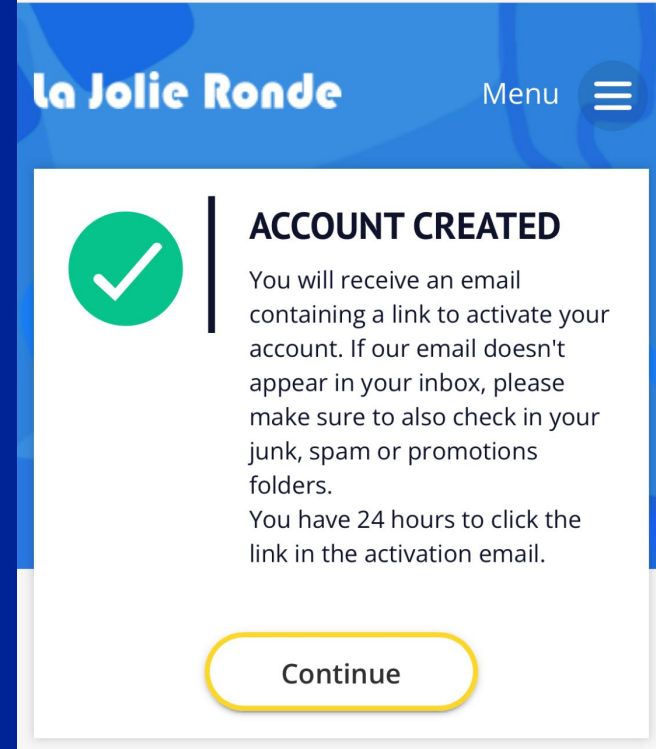 La Jolie Ronde
Menu
ACCOUNT CREATED
You will receive an email
containing a link to activate your
account. If our email doesn't
appear in your inbox, please
make sure to also check in your
junk, spam or promotions
folders.
You have 24 hours to click the
link in the activation email.
Continue